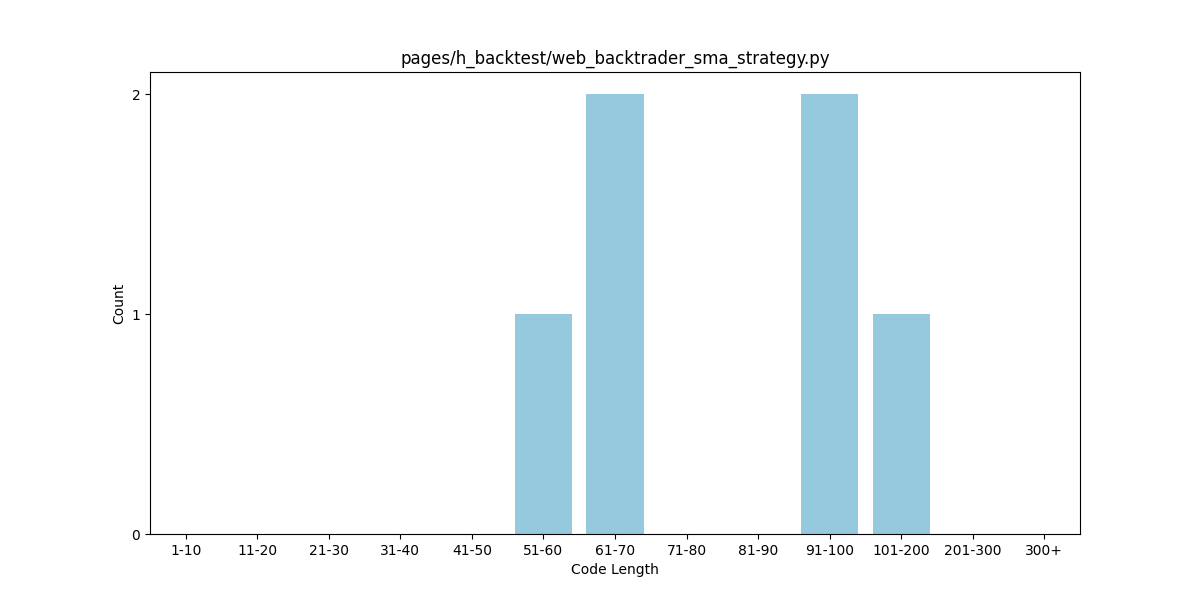 pages/h_backtest/web_backtrader_sma_strategy.py
Count
2
1
0
1-10 11-20 21-30 31-40 41-50 51-60 61-70 71-80 81-90 91-100 101-200 201-300 300+
Code Length